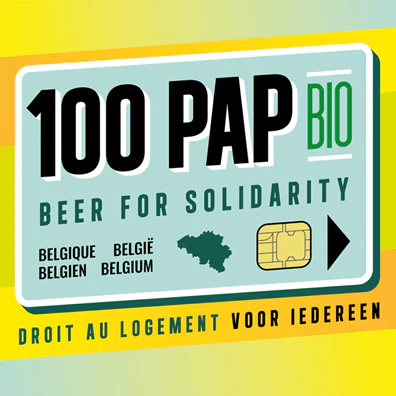 100 PAP BIO
BEER FOR SOLIDARITY
BELGIQUE BELGIË
BELGIEN BELGIUM
DROIT AU LOGEMENT VOOR IEDEREEN